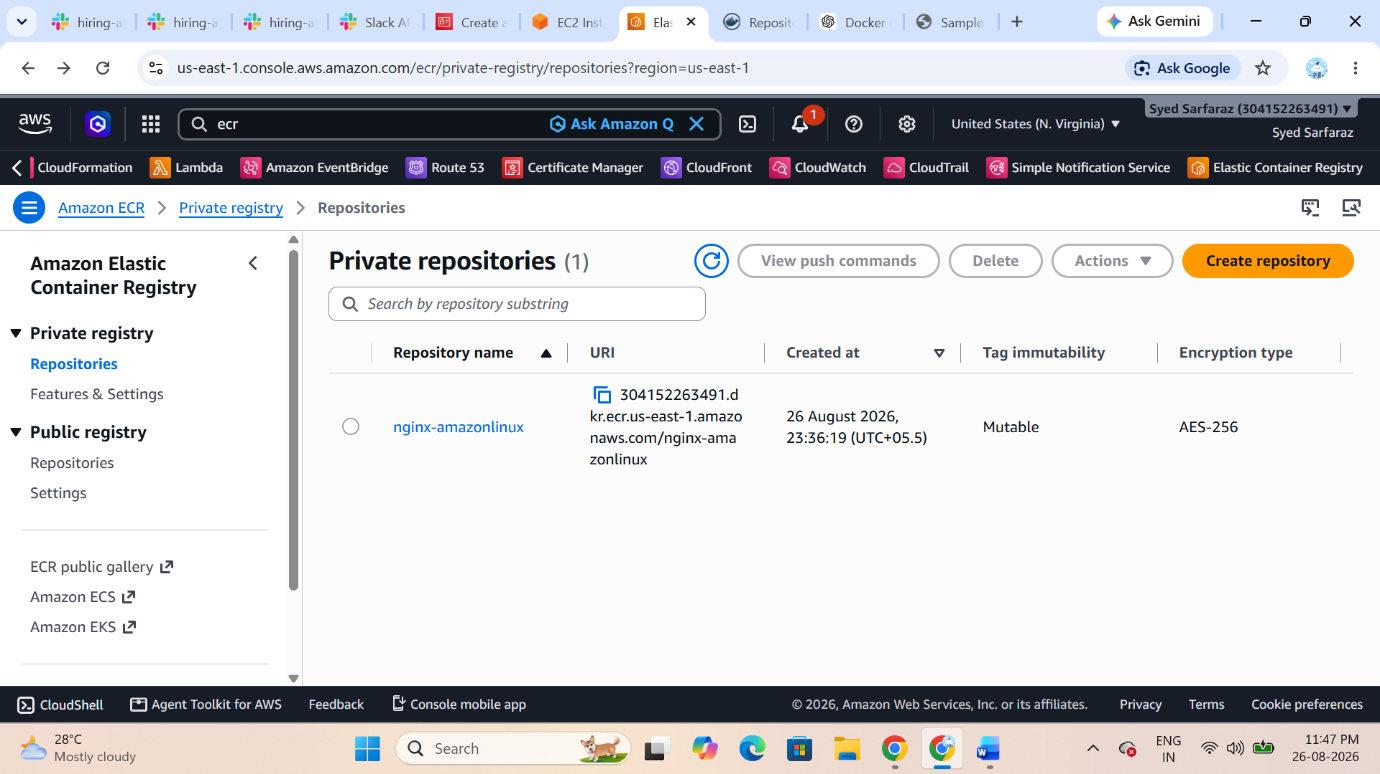 hiring-a
hiring-a
hiring-a
Slack AP
Create a
EC2 Inst
Elas
Reposit
Docker
Sample
Ask Gemini
us-east-1.console.aws.amazon.com/ecr/private-registry/repositories?region=us-east-1
Ask Google
aws
ecr
Ask Amazon Q
1
United States (N. Virginia)
Syed Sarfaraz (304152263491)
Syed Sarfaraz
CloudFormation
Lambda
Amazon EventBridge
Route 53
Certificate Manager
CloudFront
CloudWatch
CloudTrail
Simple Notification Service
Elastic Container Registry
Amazon ECR
Private registry
Repositories
Amazon Elastic
Container Registry
Private registry
Repositories
Features & Settings
Public registry
Repositories
Settings
ECR public gallery
Amazon ECS
Amazon EKS
Private repositories (1)
View push commands
Delete
Actions
Create repository
Search by repository substring
Repository name
URI
Created at
Tag immutability
Encryption type
nginx-amazonlinux
304152263491.d
kr.ecr.us-east-1.amazo
naws.com/nginx-ama
zonlinux
26 August 2026,
23:36:19 (UTC+05.5)
Mutable
AES-256
CloudShell
Agent Toolkit for AWS
Feedback
Console mobile app
© 2026, Amazon Web Services, Inc. or its affiliates.
Privacy
Terms
Cookie preferences
28°C
Mostly cloudy
Search
ENG
IN
11:47 PM
26-08-2026